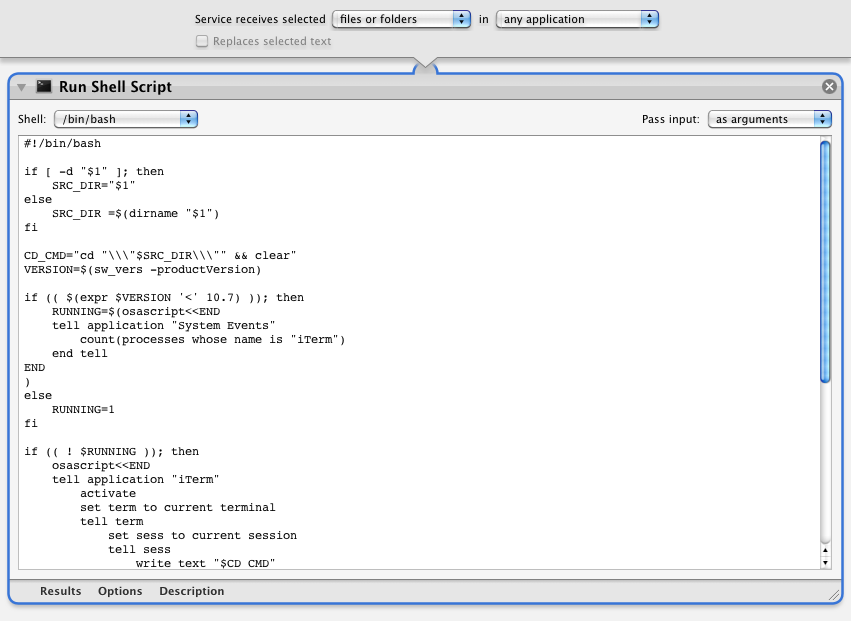 Service receives selected files or folders in any application
Replaces selected text
Run Shell Script
Shell: /bin/bash Pass input: as arguments
#!/bin/bash
if [ -d "$1" ]; then
    SRC_DIR="$1"
else
    SRC_DIR =$(dirname "$1")
fi
CD_CMD="cd "\\\"$SRC_DIR\\\"" && clear"
VERSION=$(sw_vers -productVersion)
if (( $(expr $VERSION '<' 10.7) )); then
    RUNNING=$(osascript<<END
    tell application "System Events"
        count(processes whose name is "iTerm")
    end tell
END
)
else
    RUNNING=1
fi
if (( ! $RUNNING )); then
    osascript<<END
    tell application "iTerm"
        activate
        set term to current terminal
        tell term
            set sess to current session
            tell sess
                write text "$CD_CMD"
Results Options Description